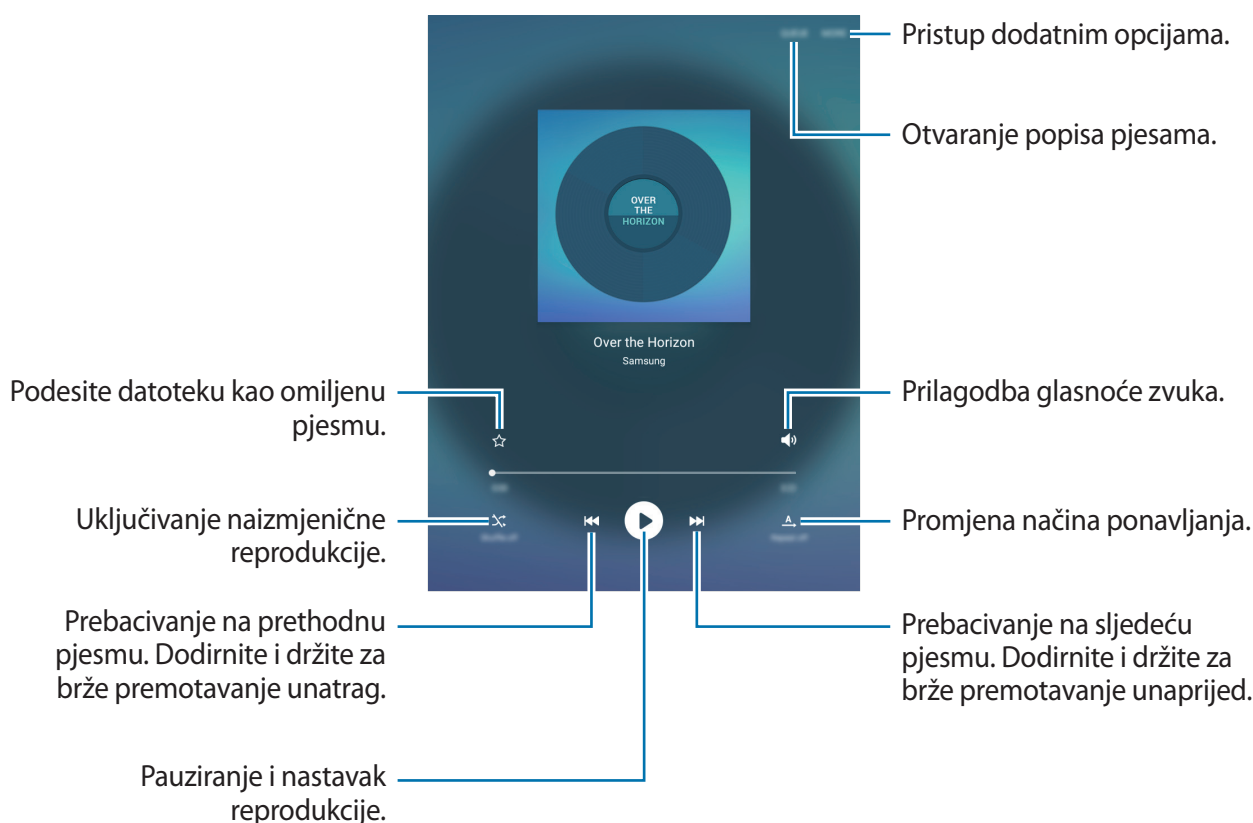 Pristup dodatnim opcijama.
Otvaranje popisa pjesama.
OVER
THE
HORIZON
Over the Horizon
Samsung
Podesite datoteku kao omiljenu
pjesmu.
Prilagodba glasnoće zvuka.
Uključivanje naizmjenične
reprodukcije.
A
Promjena načina ponavljanja.
Prebacivanje na prethodnu
pjesmu. Dodirnite i držite za
brže premotavanje unatrag.
Prebacivanje na sljedeću
pjesmu. Dodirnite i držite za
brže premotavanje unaprijed.
Pauziranje i nastavak
reprodukcije.